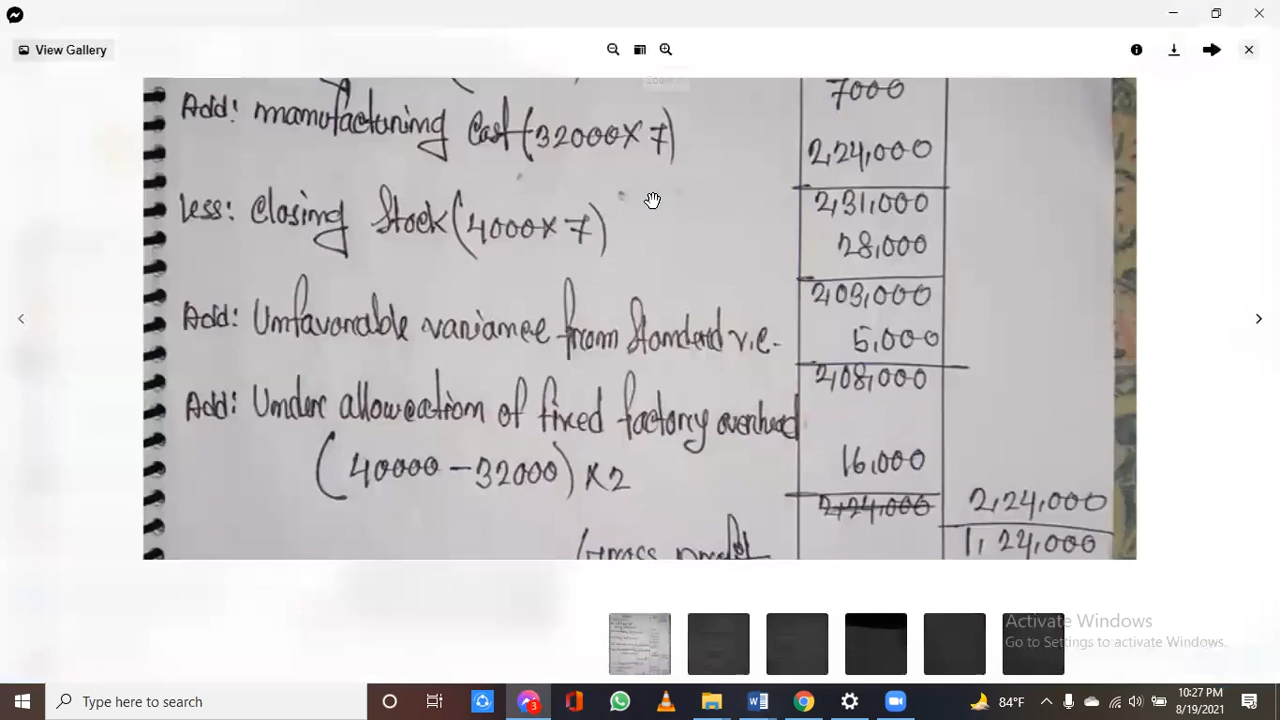 View Gallery
7000
Add: manufacturing Cost (32000×7)
2,24,000
2,31,000
Less: Closing Stock (4000×7)
28,000
2,03,000
Add: Unfavorable variance from Standerd v.e.
5,000
2,08,000
Add: Under allowecation of fixed factory overhead
(40000-32000)×2
16,000
2,24,000 2,24,000
1,24,000
Activate Windows
Go to Settings to activate Windows.
3
Type here to search
84°F
10:27 PM
8/19/2021